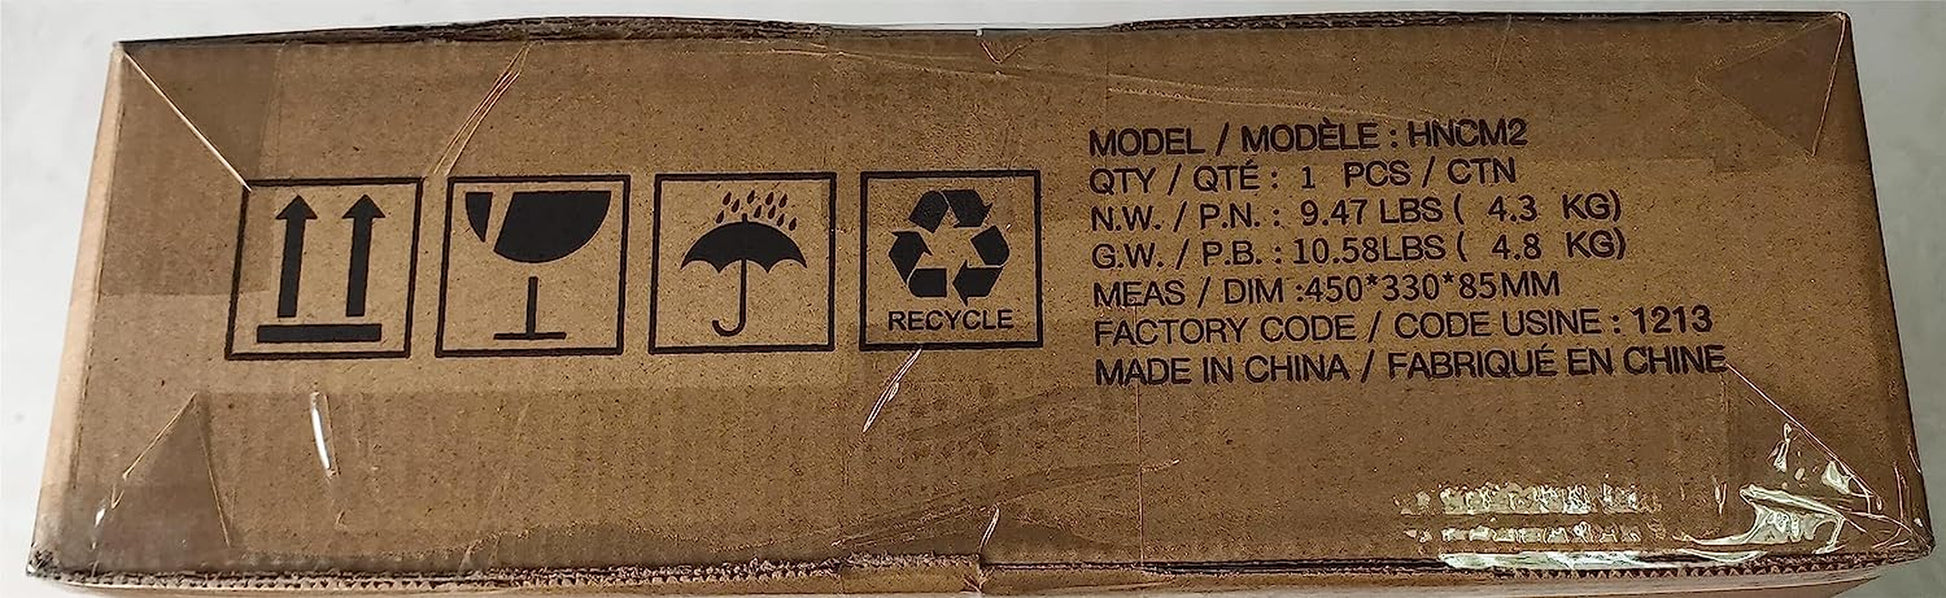 MODEL / MODÈLE : HNCM2
QTY / QTÉ : 1 PCS / CTN
N.W. / P.N. : 9.47 LBS ( 4.3 KG)
G.W. / P.B. : 10.58LBS ( 4.8 KG)
MEAS / DIM :450*330*85MM
FACTORY CODE / CODE USINE : 1213
MADE IN CHINA / FABRIQUÉ EN CHINE
RECYCLE